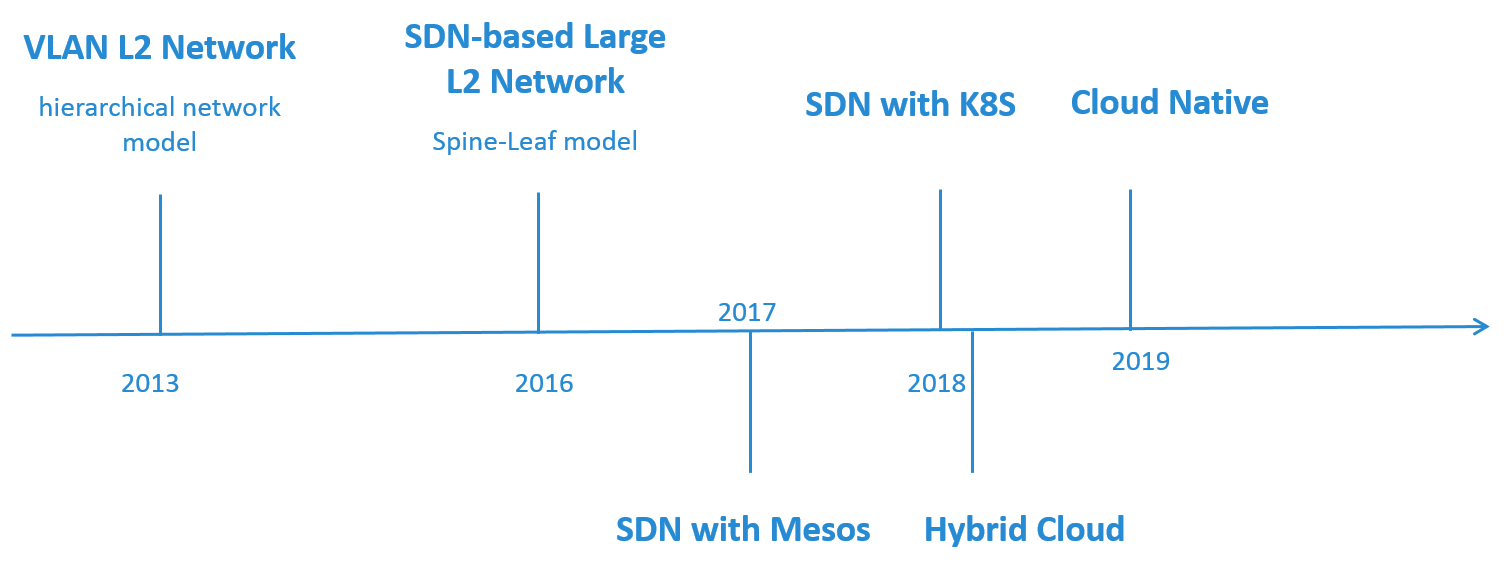 VLAN L2 Network
hierarchical network
model
SDN-based Large
L2 Network
Spine-Leaf model
SDN with K8S
Cloud Native
2013
2016
2017
2018
2019
SDN with Mesos
Hybrid Cloud